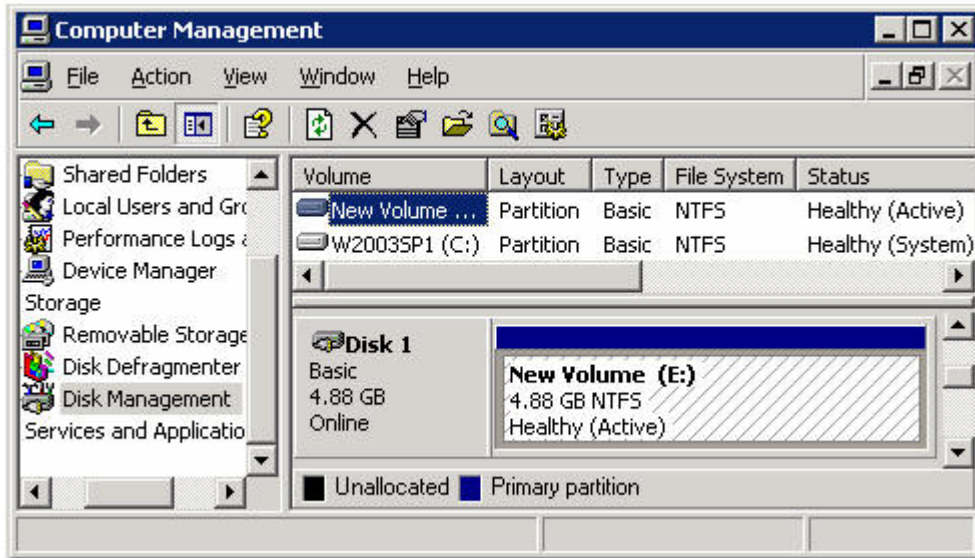 Computer Management
File Action View Window Help
Shared Folders
Local Users and Gro
Performance Logs a
Device Manager
Storage
Removable Storage
Disk Defragmenter
Disk Management
Services and Applicatio
Volume Layout Type File System Status
New Volume ... Partition Basic NTFS Healthy (Active)
W2003SP1 (C:) Partition Basic NTFS Healthy (System)
Disk 1
Basic
4.88 GB
Online
New Volume (E:)
4.88 GB NTFS
Healthy (Active)
Unallocated Primary partition